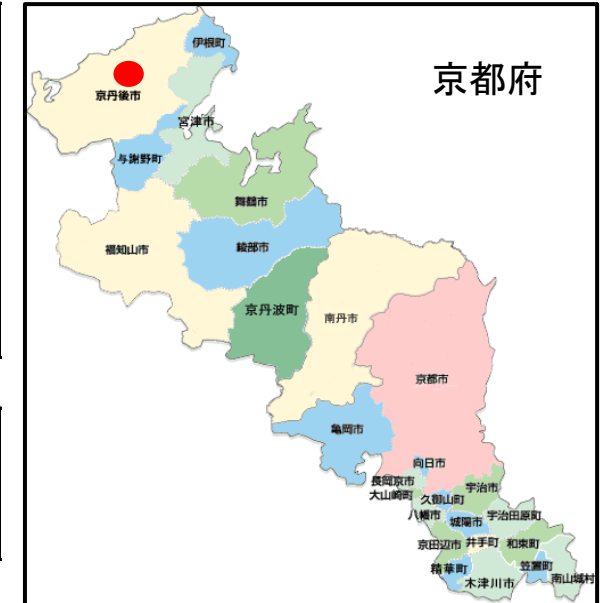 京都府
伊根町
京丹後市
宮津市
与謝野町
舞鶴市
福知山市
綾部市
京丹波町
南丹市
京都市
亀岡市
向日市
長岡京市
大山崎町
宇治市
久御山町
八幡市
城陽市
宇治田原町
京田辺市
井手町
和束町
精華町
笠置町
木津川市
南山城村